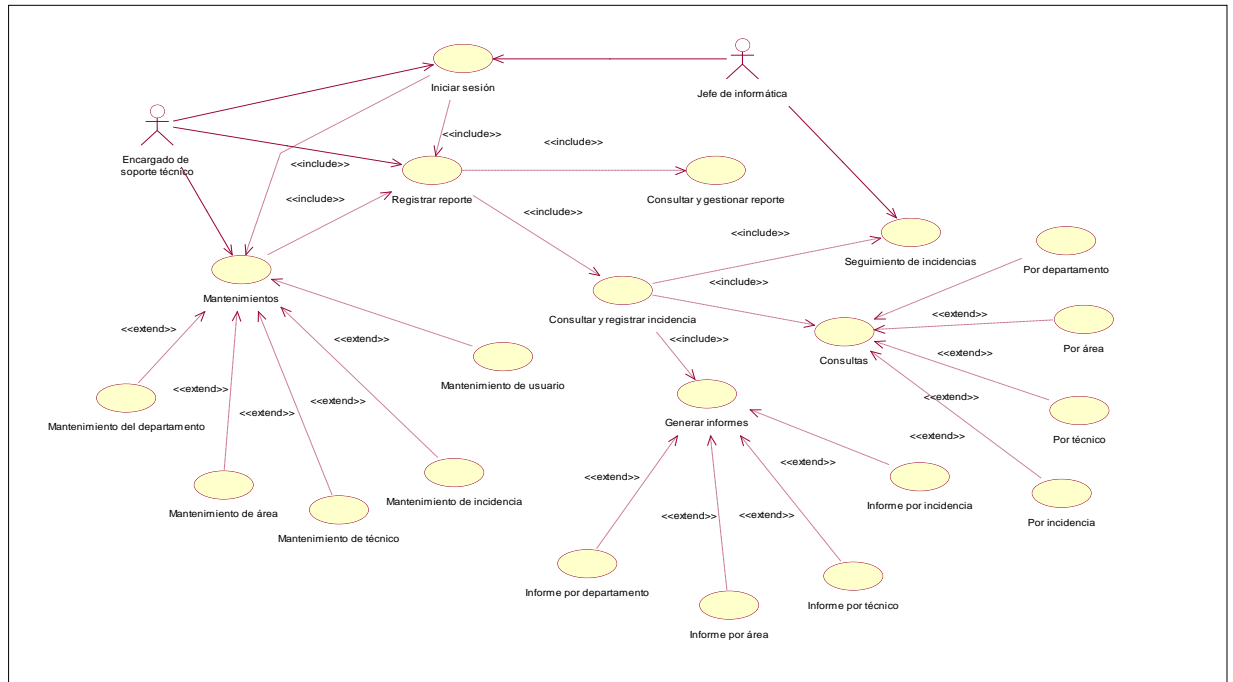 Iniciar sesión
Jefe de informática
Encargado de
soporte técnico
<<include>>
<<include>>
<<include>>
<<include>>
Registrar reporte
Consultar y gestionar reporte
<<include>>
<<include>>
Seguimiento de incidencias
Por departamento
<<include>>
Mantenimientos
Consultar y registrar incidencia
<<extend>>
<<extend>>
<<include>>
<<extend>>
Por área
Consultas
Mantenimiento de usuario
<<extend>>
<<extend>>
<<extend>>
Mantenimiento del departamento
Generar informes
<<extend>>
Por técnico
<<extend>>
<<extend>>
<<extend>>
Mantenimiento de incidencia
Informe por incidencia
Mantenimiento de área
<<extend>>
<<extend>>
Por incidencia
Mantenimiento de técnico
Informe por departamento
Informe por técnico
Informe por área